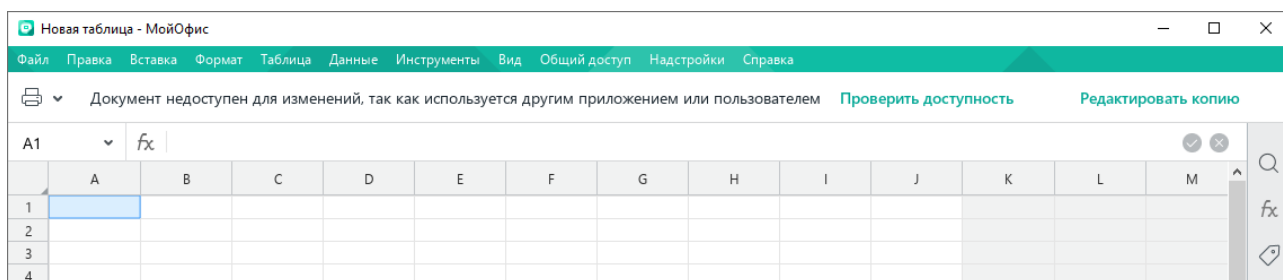 Новая таблица - МойОфис
Файл Правка Вставка Формат Таблица Данные Инструменты Вид Общий доступ Надстройки Справка
Документ недоступен для изменений, так как используется другим приложением или пользователем Проверить доступность Редактировать копию
A1 fx
A B C D E F G H I J K L M
1
fx
2
3
4